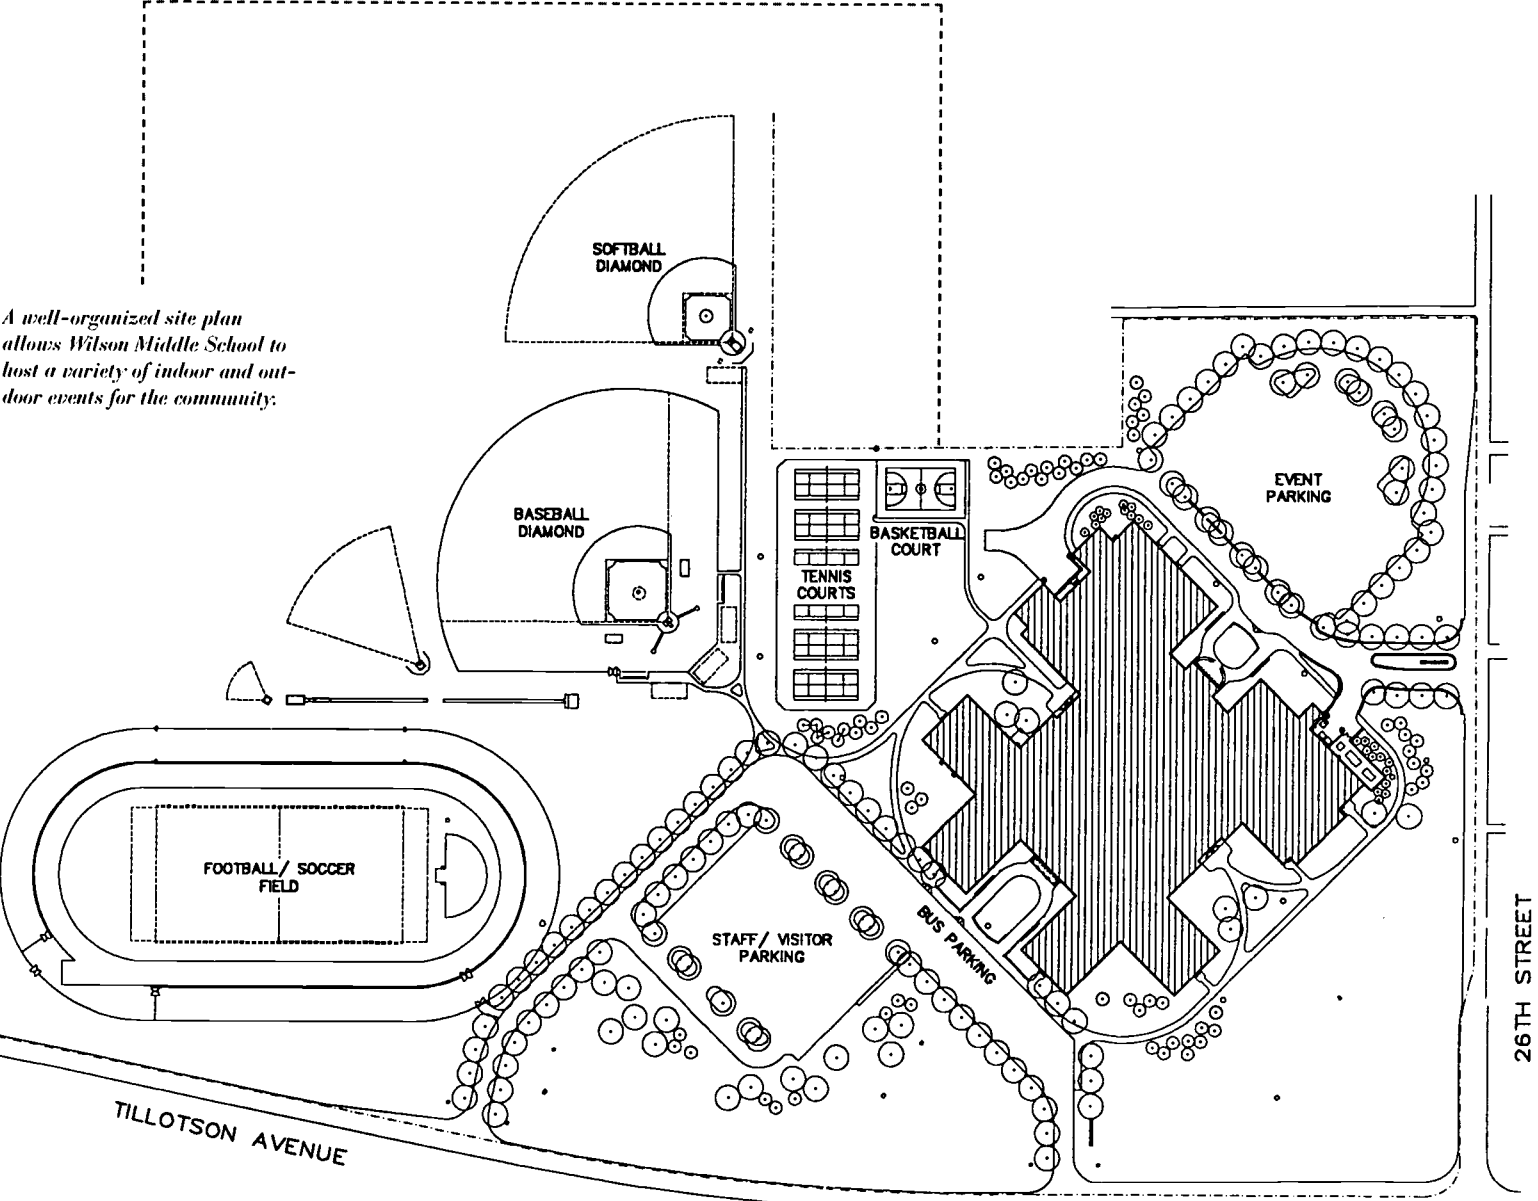 SOFTBALL
DIAMOND
A well-organized site plan
allows Wilson Middle School to
host a variety of indoor and out-
door events for the community.
EVENT
PARKING
BASEBALL
DIAMOND
BASKETBALL
COURT
TENNIS
COURTS
FOOTBALL/ SOCCER
FIELD
STAFF/ VISITOR
PARKING
BUS PARKING
26TH STREET
TILLOTSON AVENUE